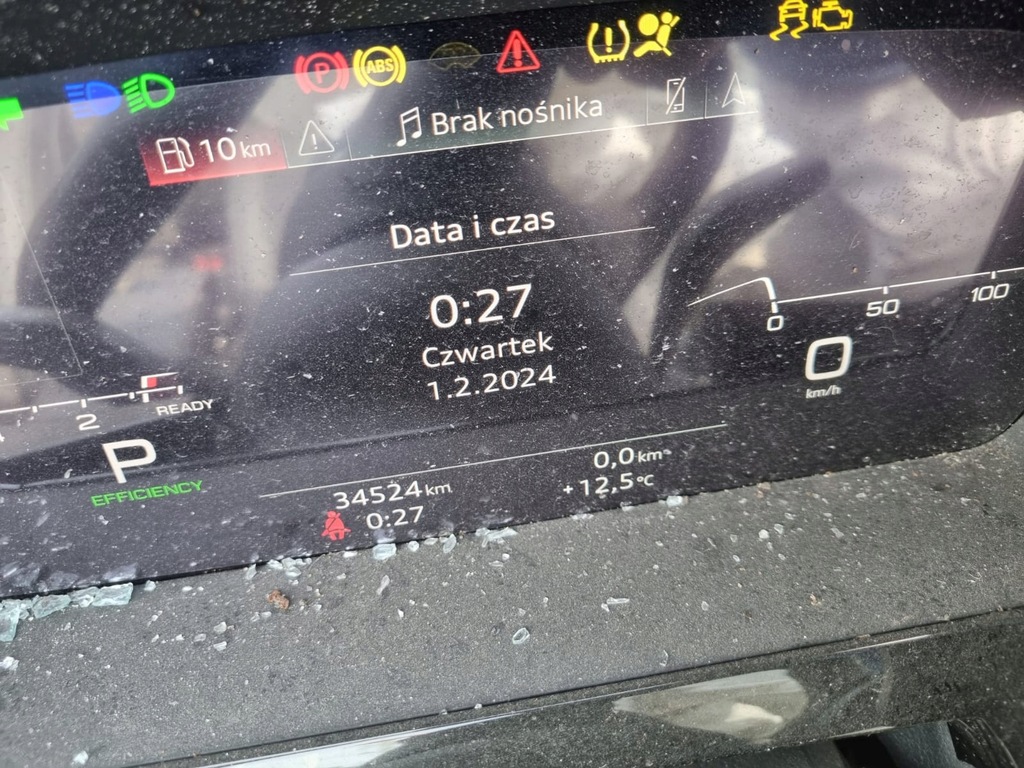 P ABS
10 km Brak nośnika
Data i czas
0:27
Czwartek
1.2.2024
0 50 100
0
km/h
2 READY
P
EFFICIENCY
34524 km 0,0 km
0:27 +12,5 °C